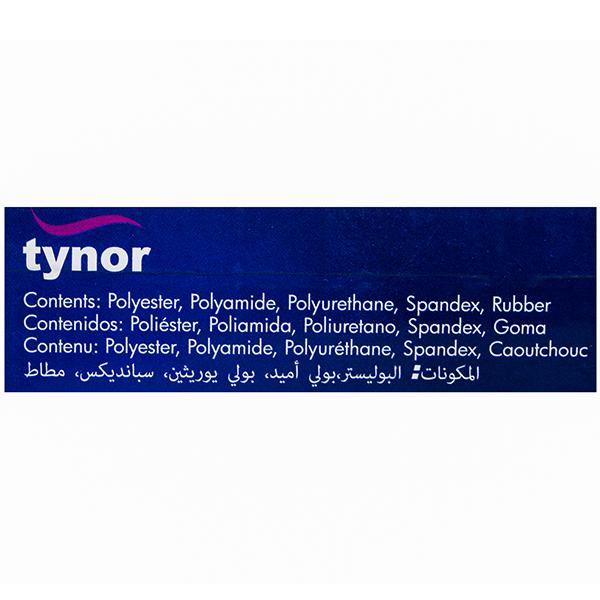 tynor
Contents: Polyester, Polyamide, Polyurethane, Spandex, Rubber
Contenidos: Poliéster, Poliamida, Poliuretano, Spandex, Goma
Contenu: Polyester, Polyamide, Polyuréthane, Spandex, Caoutchouc
المكونات: البوليستر،بولي أميد، بولي يوريثين، سبانديكس، مطاط